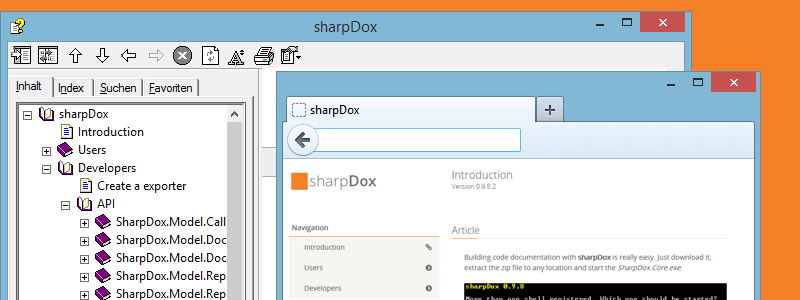 sharpDox
Inhalt Index Suchen Favoriten
sharpDox
Introduction
Users
Developers
Create a exporter
API
SharpDox.Model.Call
SharpDox.Model.Doc
SharpDox.Model.Doc
SharpDox.Model.Rep
SharpDox.Model.Rep
sharpDox
sharpDox
Introduction
Version 0.9.8.2
Navigation
Introduction
Users
Developers
Article
Building code documentation with sharpDox is really easy. Just download it,
extract the zip file to any location and start the SharpDox.Core.exe
sharpDox 0.9.8
More than one shell registered. Which one should be started?